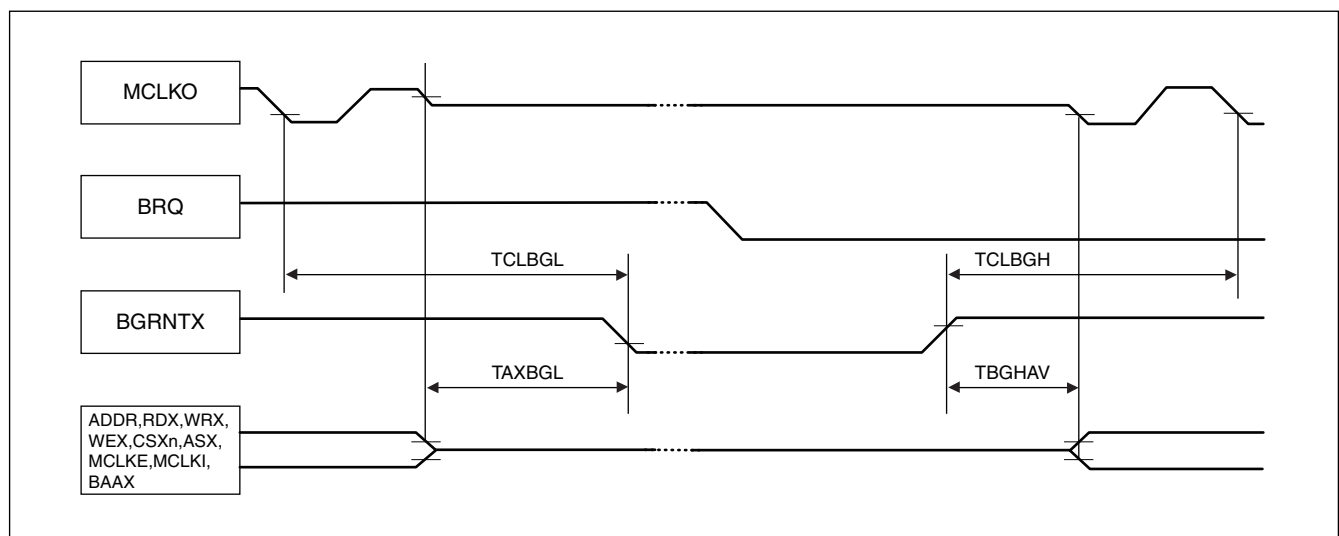 MCLKO
BRQ
TCLBGL
TCLBGH
BGRNTX
TAXBGL
TBGHAV
ADDR,RDX,WRX,
WEX,CSXn,ASX,
MCLKE,MCLKI,
BAAX